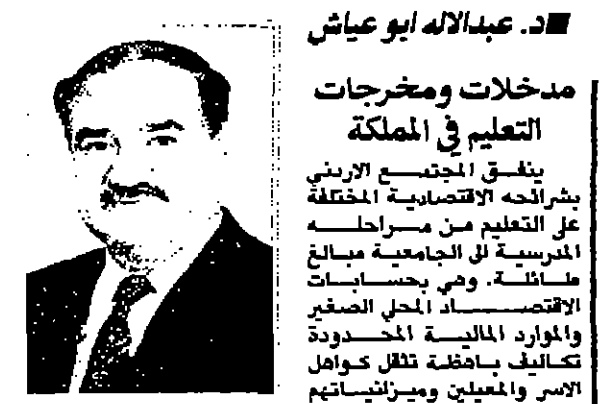 د. عبدالاله ابو عياش
مدخلات ومخرجات
التعليم في المملكة
ينفق المجتمع الاردني
بشرائحه الاقتصادية المختلفة
على التعليم من مراحله
المدرسية الى الجامعية مبالغ
طائلة. وهي بحسابات
الاقتصاد المحلي الصغير
والموارد المالية المحدودة
تكاليف باهظة تثقل كواهل
الاسر والمعيلين وميزانياتهم